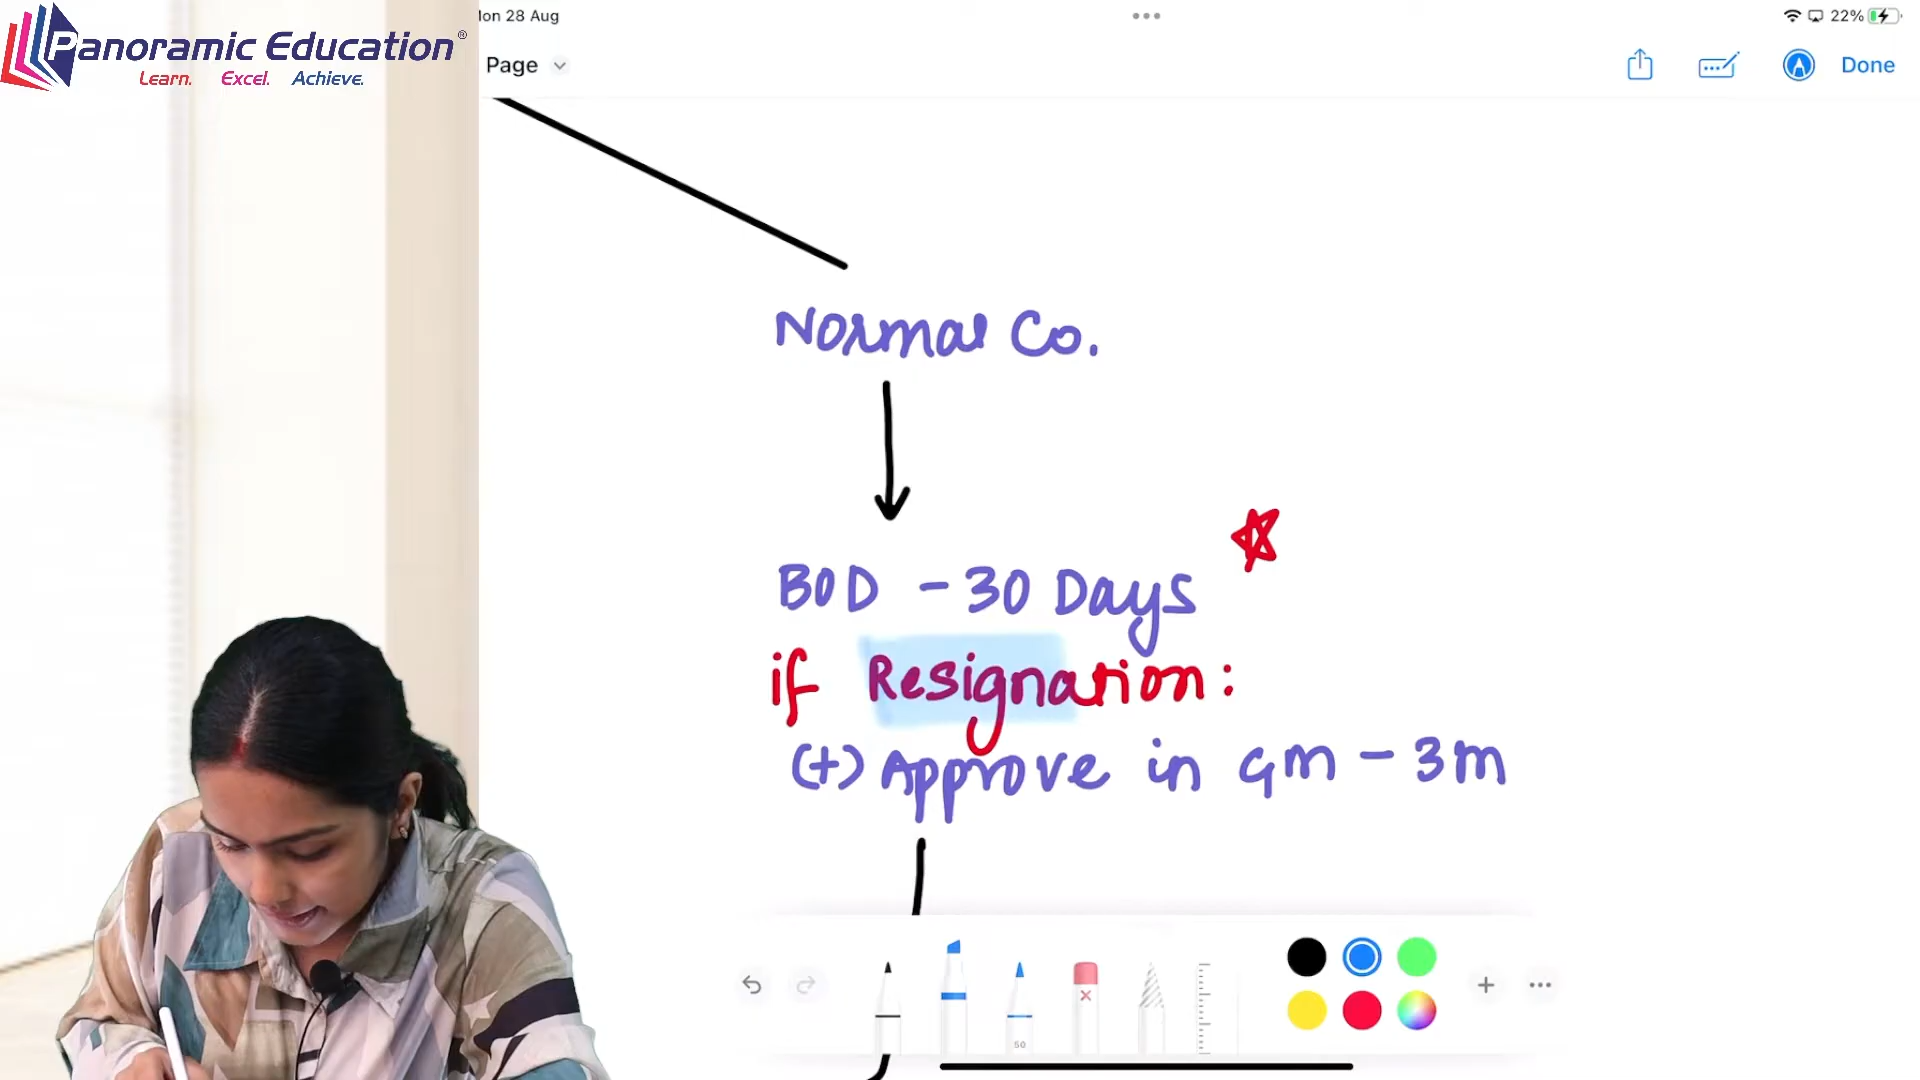 Panoramic Education®
Learn. Excel. Achieve.
Mon 28 Aug
22%
Page
Done
Normal Co.
BOD - 30 Days
if Resignation:
(+) Approve in GM - 3m
50